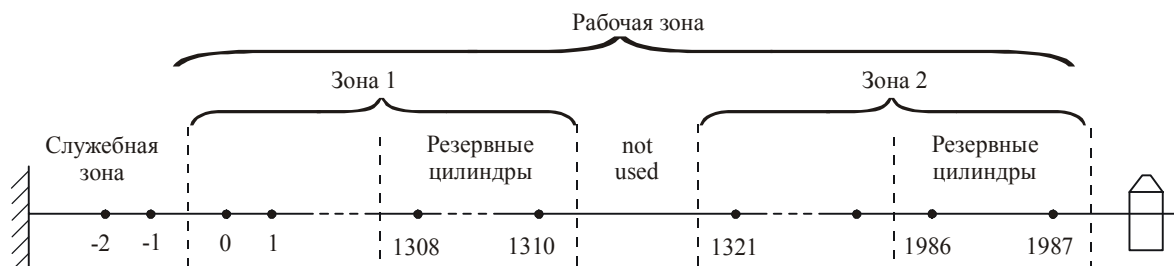 Рабочая зона
Зона 1
Зона 2
Служебная
зона
Резервные
цилиндры
not
used
Резервные
цилиндры
-2 -1 0 1 1308 1310 1321 1986 1987